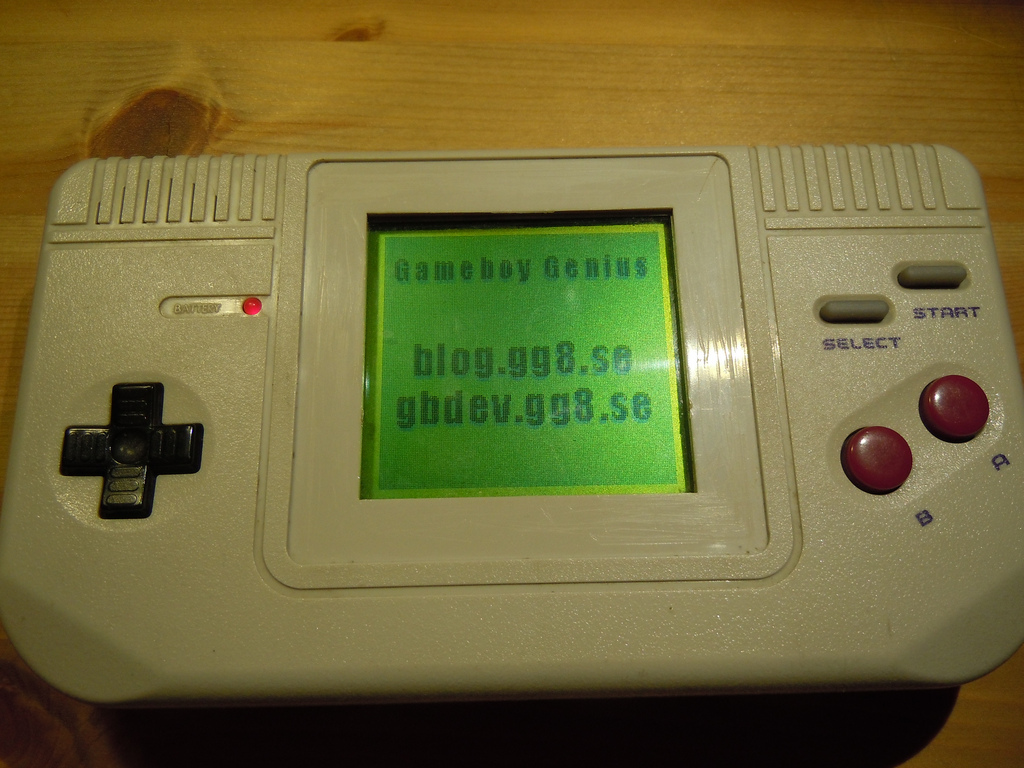 Gameboy Genius
blog.gg8.se
gbdev.gg8.se
BATTERY
START
SELECT
A
B